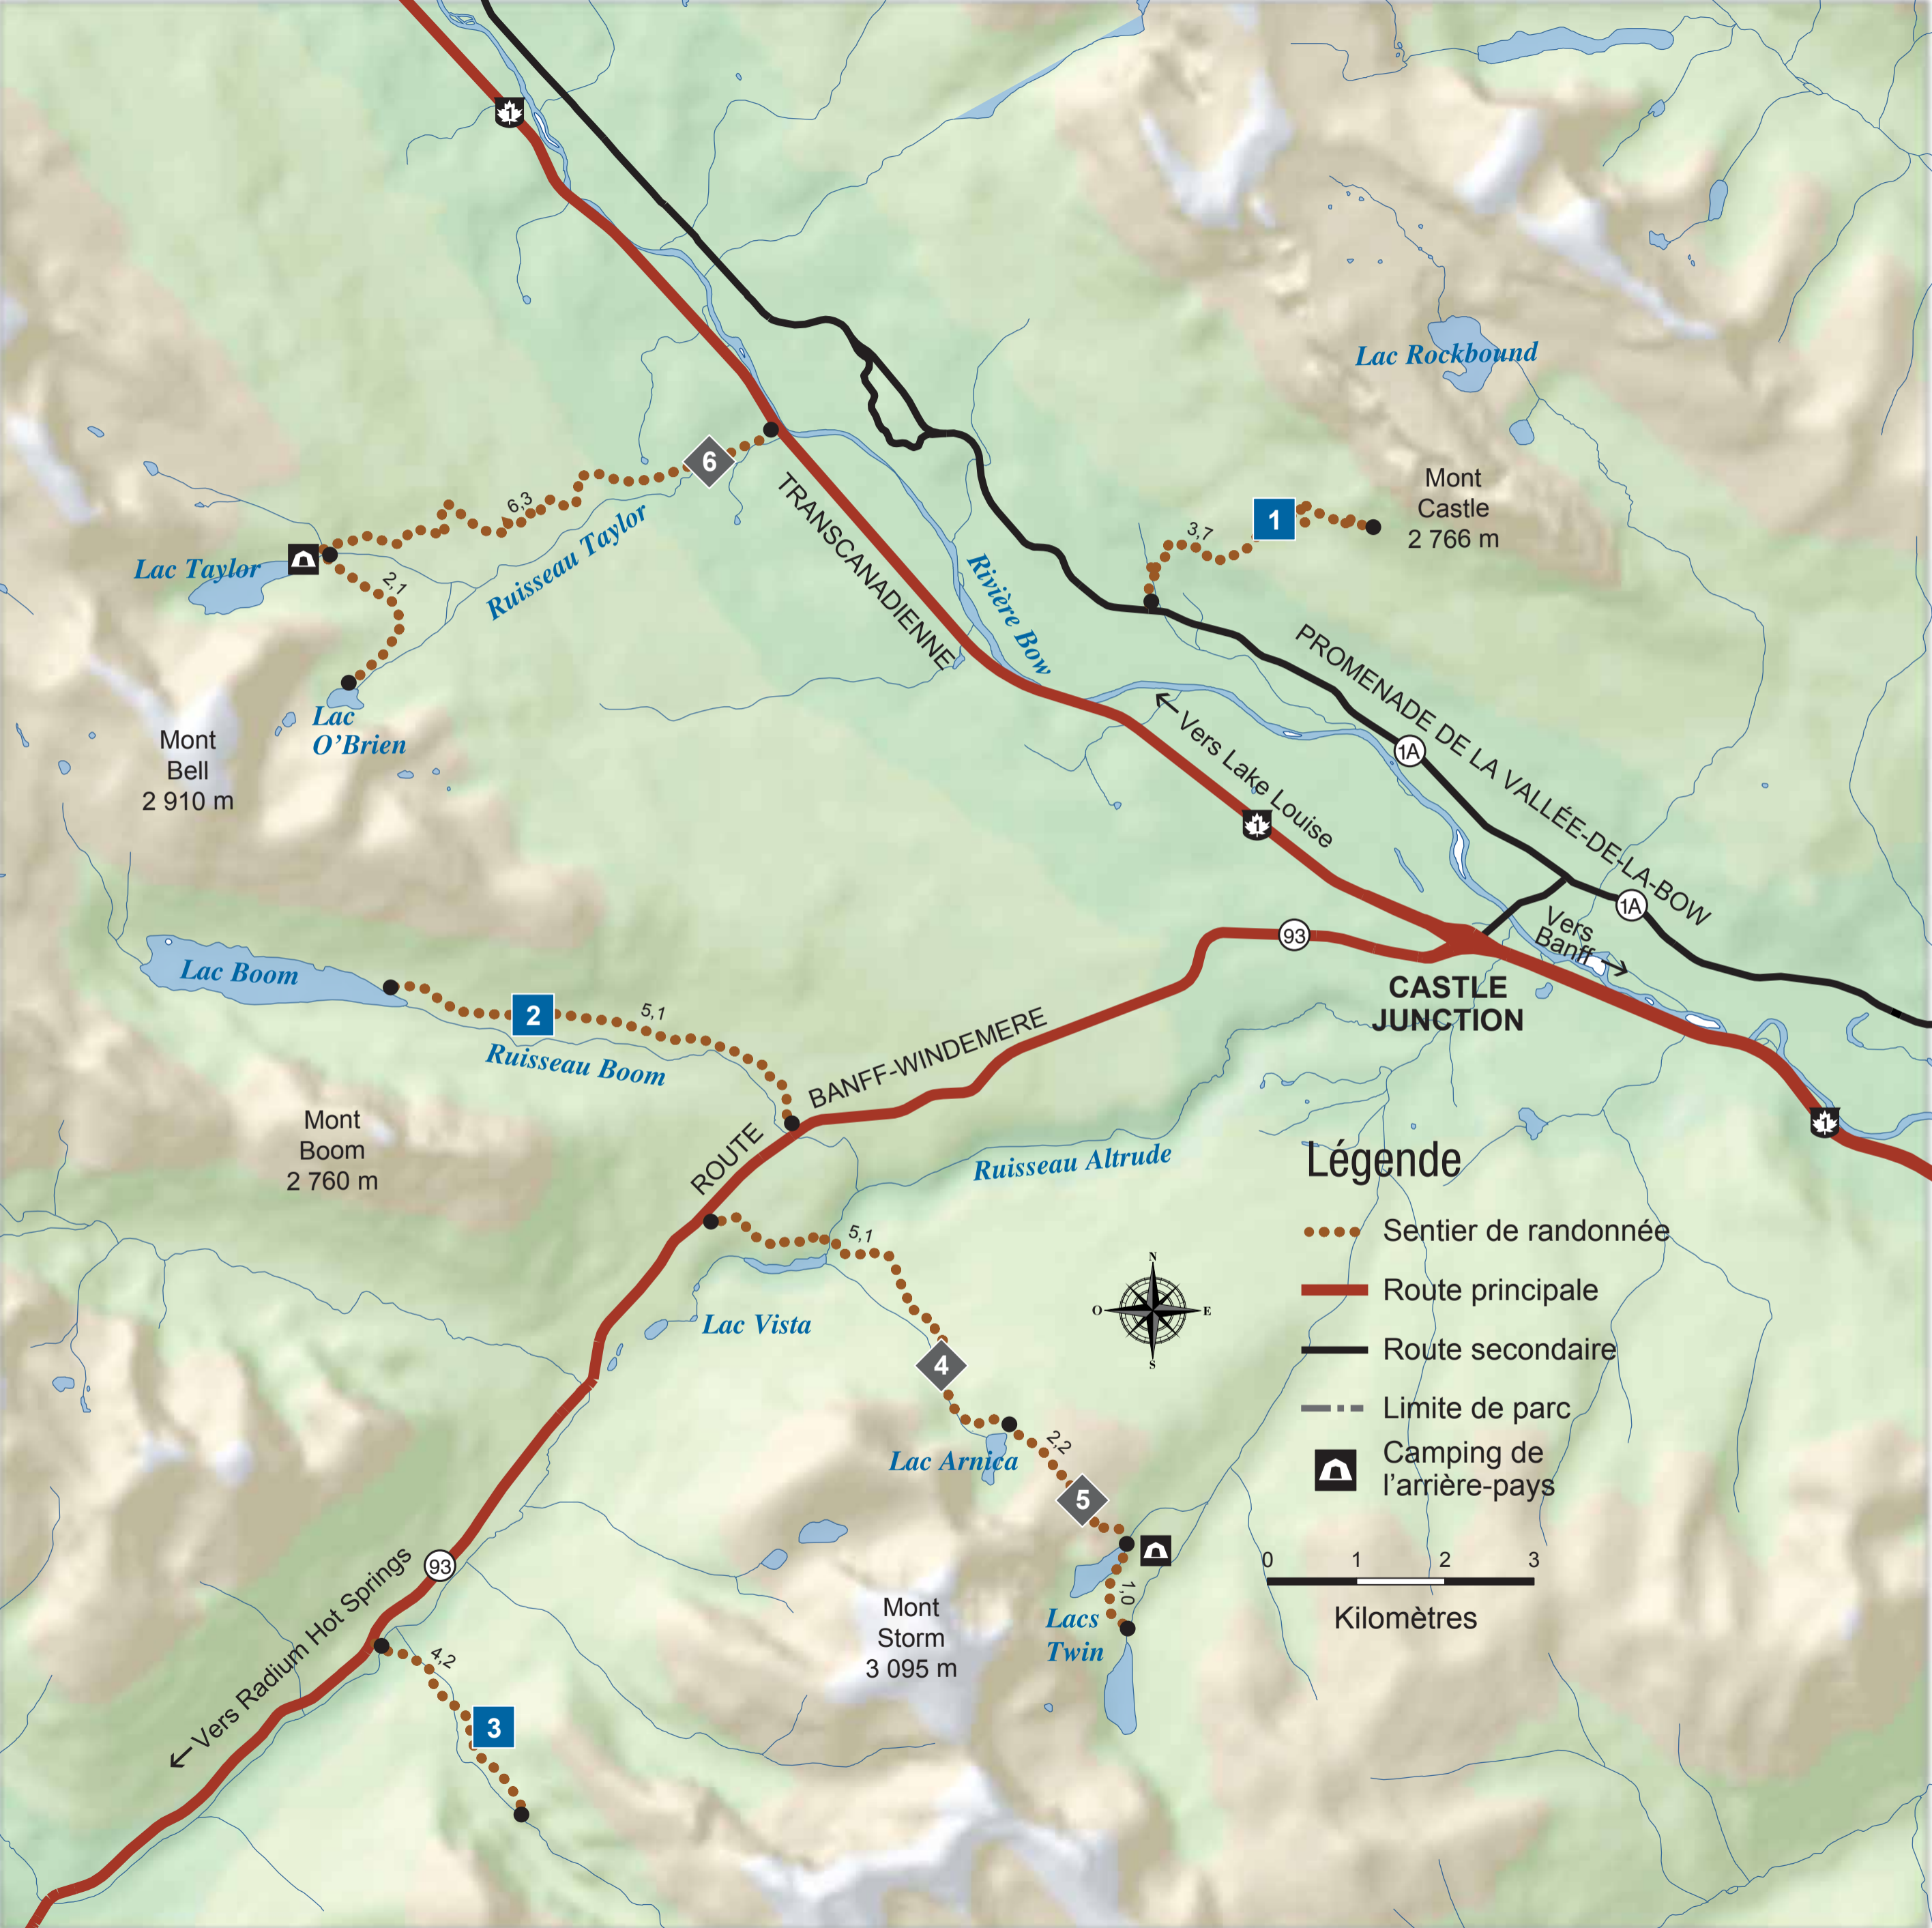 1
Lac Rockbound
Mont
Castle
2 766 m
6
6,3
Ruisseau Taylor
Lac Taylor
2,1
Lac
O'Brien
Mont
Bell
2 910 m
TRANSCANADIENNE
Rivière Bow
3,7
1
PROMENADE DE LA VALLÉE-DE-LA-BOW
1A
1A
← Vers Lake Louise
1
93
Vers
Banff →
CASTLE
JUNCTION
1
Lac Boom
2
5,1
Ruisseau Boom
ROUTE BANFF-WINDEMERE
Mont
Boom
2 760 m
Ruisseau Altrude
5,1
Lac Vista
4
Lac Arnica
2,2
5
1,0
Lacs
Twin
Mont
Storm
3 095 m
93
← Vers Radium Hot Springs
4,2
3
N
O
E
S
Légende
Sentier de randonnée
Route principale
Route secondaire
Limite de parc
Camping de
l'arrière-pays
0 1 2 3
Kilomètres